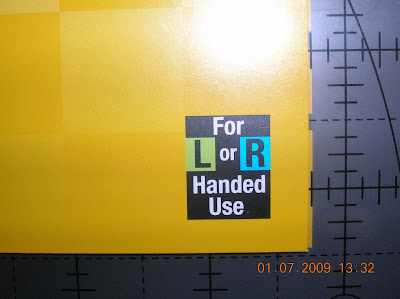 For
L or R
Handed
Use
01.07.2009 13:32